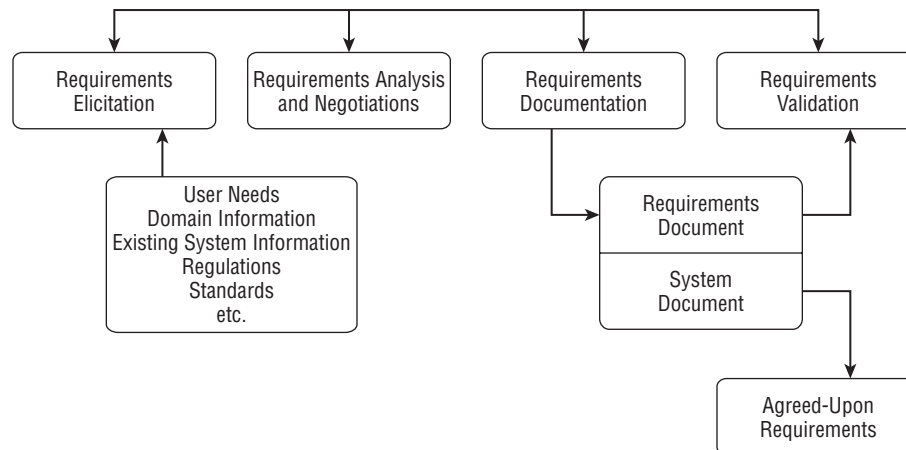 Requirements
Elicitation
Requirements Analysis
and Negotiations
Requirements
Documentation
Requirements
Validation
User Needs
Domain Information
Existing System Information
Regulations
Standards
etc.
Requirements
Document
System
Document
Agreed-Upon
Requirements